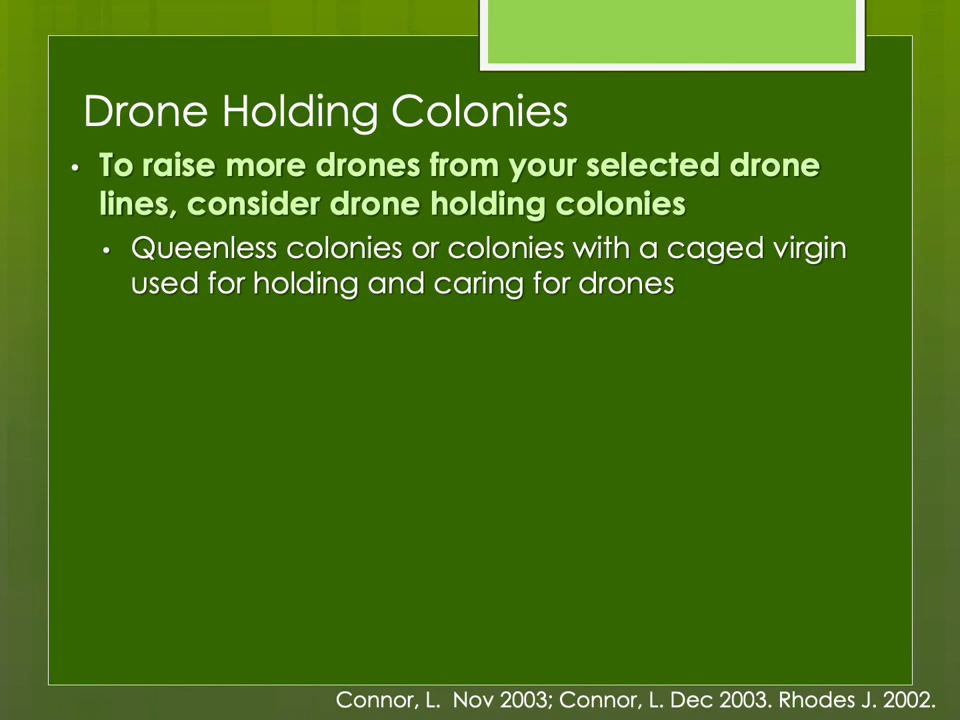 Drone Holding Colonies
• To raise more drones from your selected drone
lines, consider drone holding colonies
• Queenless colonies or colonies with a caged virgin
used for holding and caring for drones
Connor, L.  Nov 2003; Connor, L. Dec 2003. Rhodes J. 2002.